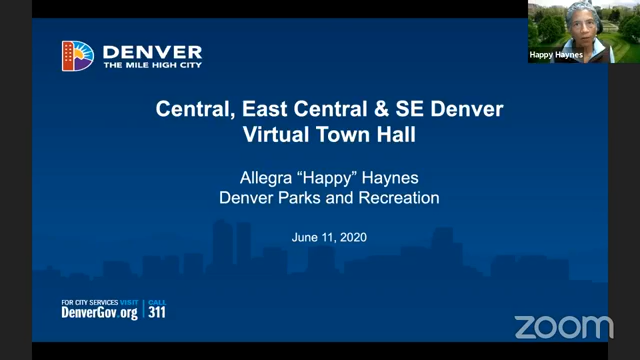 DENVER
THE MILE HIGH CITY
Happy Haynes
Central, East Central & SE Denver
Virtual Town Hall
Allegra “Happy” Haynes
Denver Parks and Recreation
June 11, 2020
FOR CITY SERVICES VISIT CALL
DenverGov.org 311
zoom